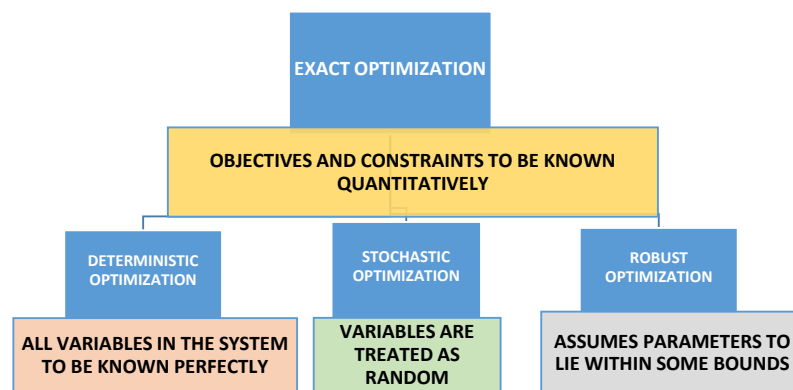 EXACT OPTIMIZATION
OBJECTIVES AND CONSTRAINTS TO BE KNOWN
QUANTITATIVELY
DETERMINISTIC
OPTIMIZATION
ALL VARIABLES IN THE SYSTEM
TO BE KNOWN PERFECTLY
STOCHASTIC
OPTIMIZATION
VARIABLES ARE
TREATED AS
RANDOM
ROBUST
OPTIMIZATION
ASSUMES PARAMETERS TO
LIE WITHIN SOME BOUNDS